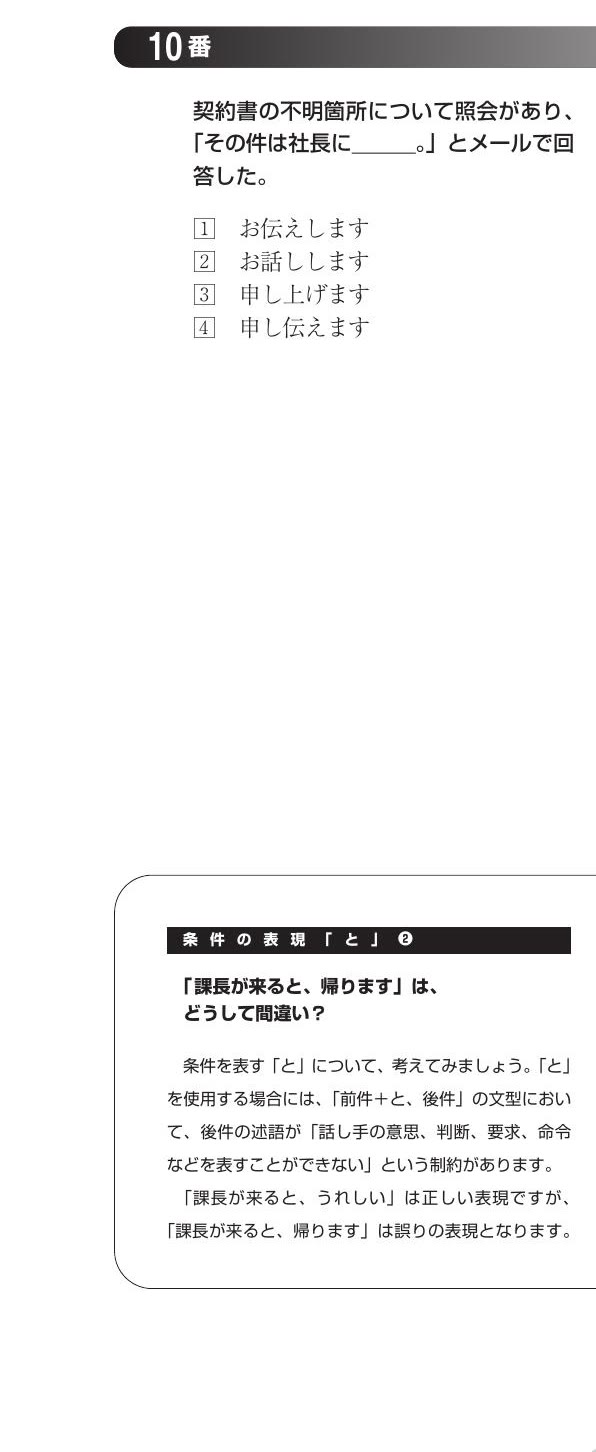 10番
契約書の不明箇所について照会があり、
「その件は社長に______。」とメールで回
答した。
1 お伝えします
2 お話しします
3 申し上げます
4 申し伝えます
条件の表現「と」❷
「課長が来ると、帰ります」は、
どうして間違い？
条件を表す「と」について、考えてみましょう。「と」
を使用する場合には、「前件＋と、後件」の文型におい
て、後件の述語が「話し手の意思、判断、要求、命令
などを表すことができない」という制約があります。
「課長が来ると、うれしい」は正しい表現ですが、
「課長が来ると、帰ります」は誤りの表現となります。